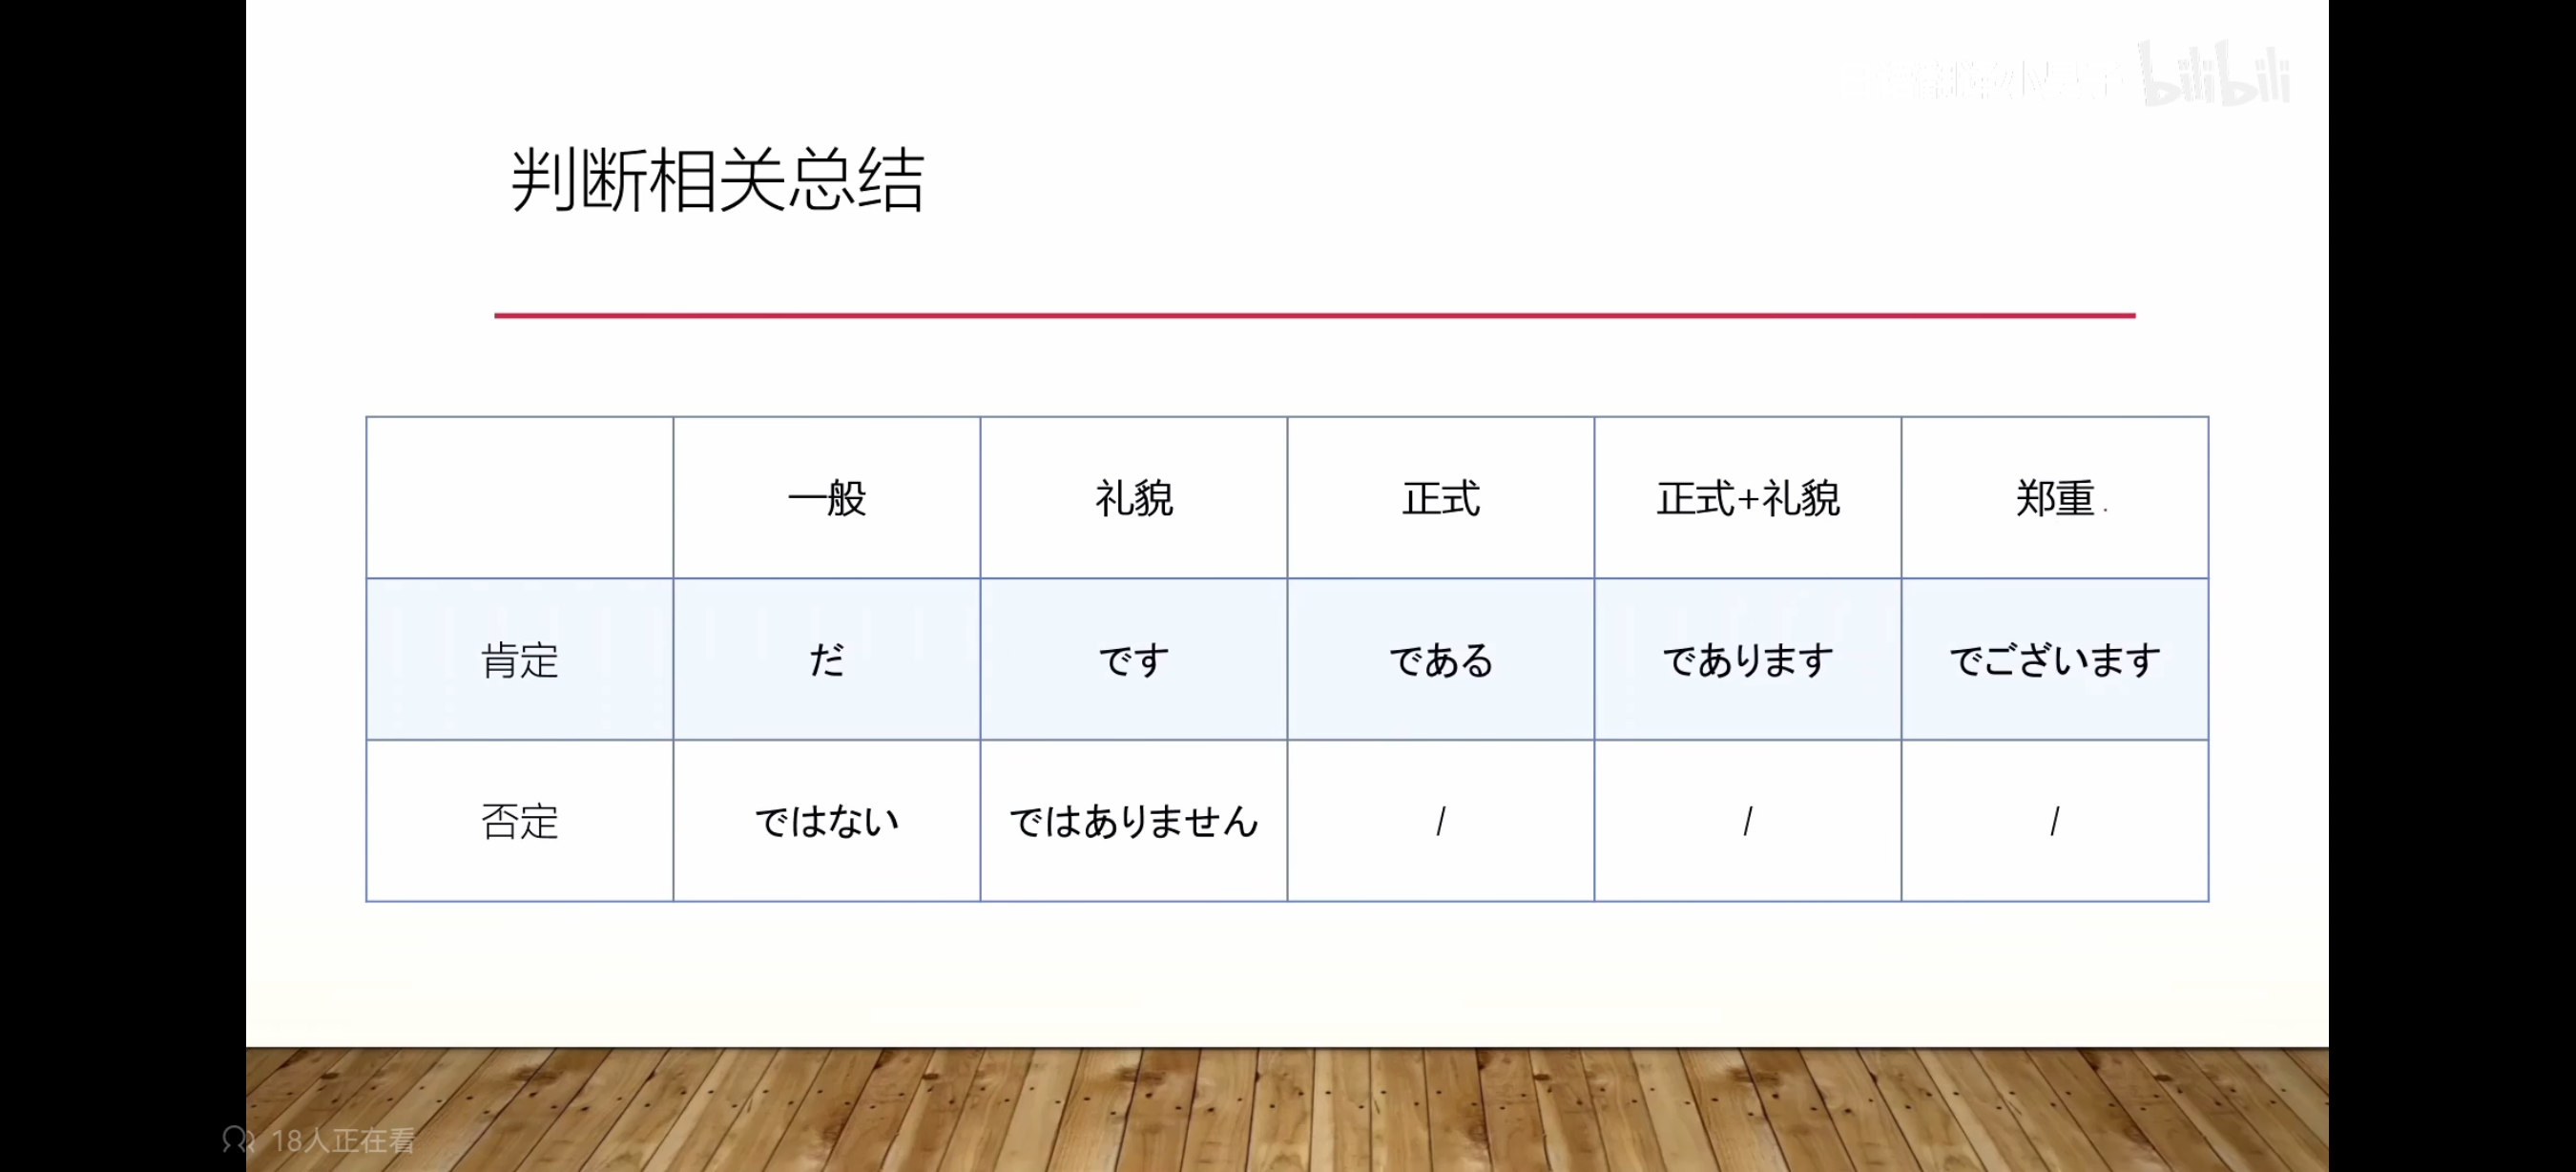 bilibili
判断相关总结
一般 礼貌 正式 正式+礼貌 郑重.
肯定 だ です である であります でございます
否定 ではない ではありません / / /
18人正在看